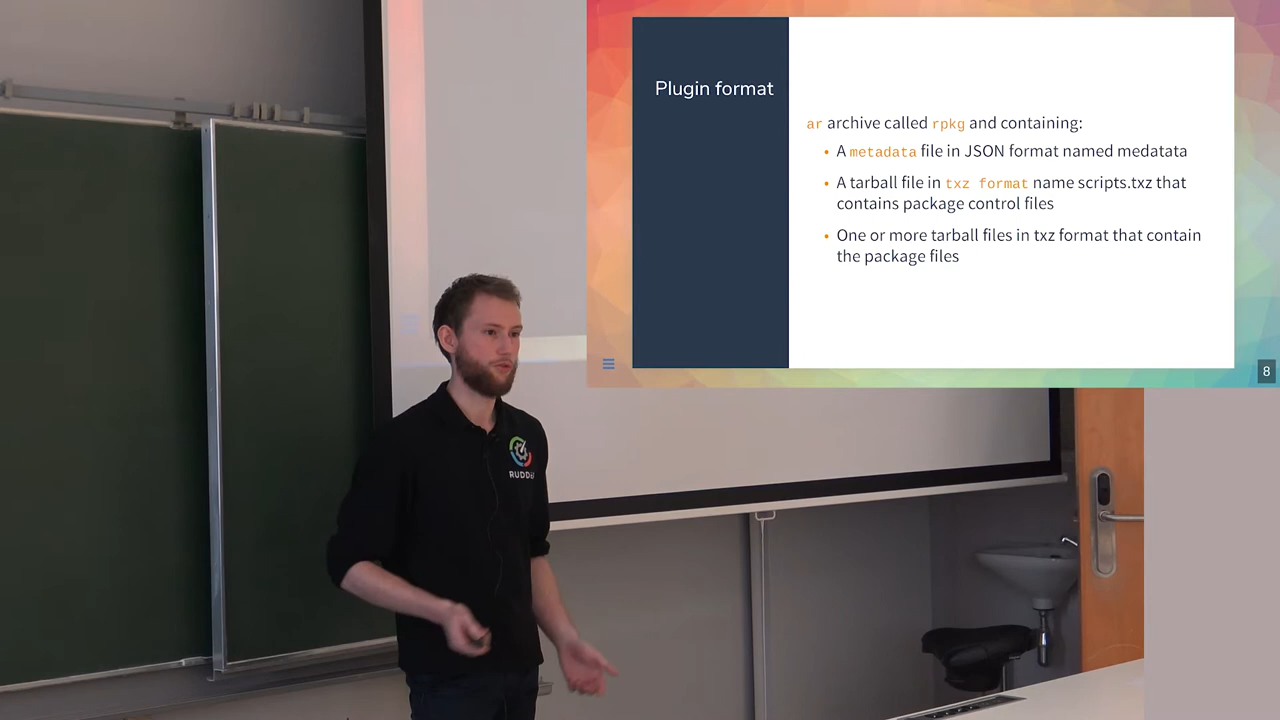 Plugin format
ar archive called rpkg and containing:
• A metadata file in JSON format named medatata
• A tarball file in txz format name scripts.txz that
contains package control files
• One or more tarball files in txz format that contain
the package files
8
RUDDER